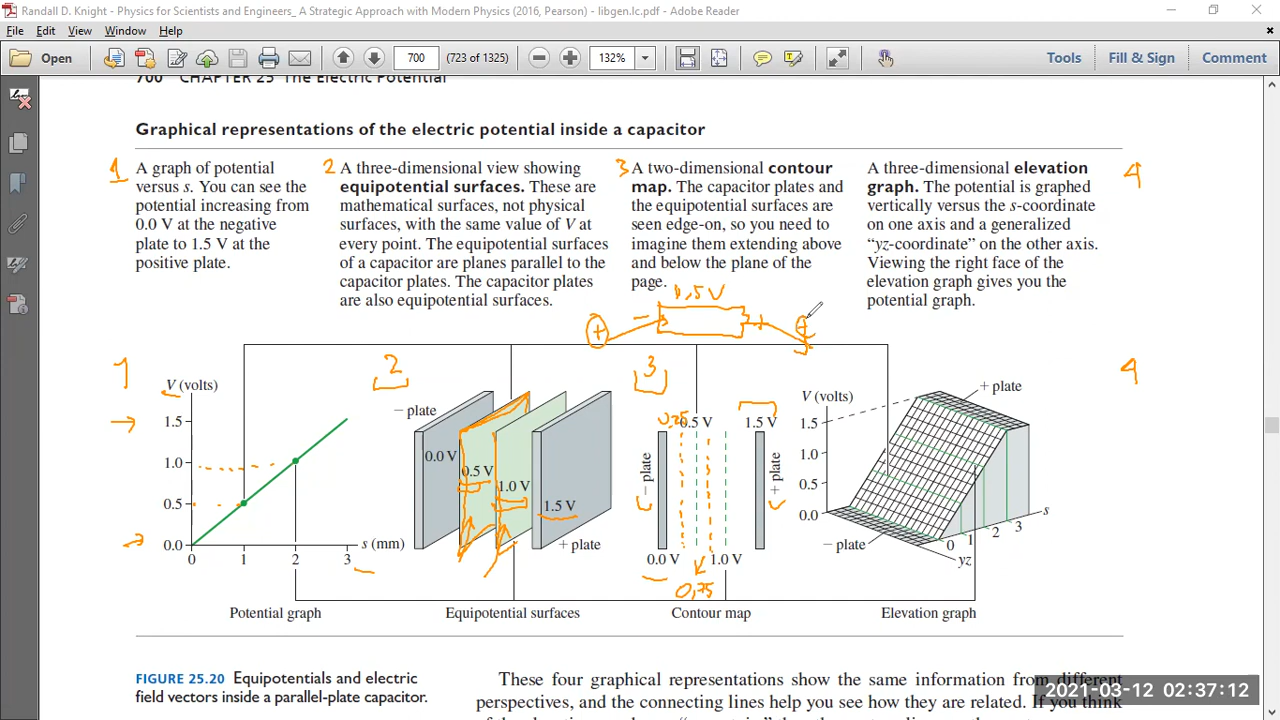 Randall D. Knight - Physics for Scientists and Engineers_ A Strategic Approach with Modern Physics (2016, Pearson) - libgen.lc.pdf - Adobe Reader
File Edit View Window Help
Open 700 (723 of 1325) 132% Tools Fill & Sign Comment
700 CHAPTER 25 The Electric Potential
Graphical representations of the electric potential inside a capacitor
1
A graph of potential
versus s. You can see the
potential increasing from
0.0 V at the negative
plate to 1.5 V at the
positive plate.
2
A three-dimensional view showing
equipotential surfaces. These are
mathematical surfaces, not physical
surfaces, with the same value of V at
every point. The equipotential surfaces
of a capacitor are planes parallel to the
capacitor plates. The capacitor plates
are also equipotential surfaces.
3
A two-dimensional contour
map. The capacitor plates and
the equipotential surfaces are
seen edge-on, so you need to
imagine them extending above
and below the plane of the
page.
A three-dimensional elevation
graph. The potential is graphed
vertically versus the s-coordinate
on one axis and a generalized
“yz-coordinate” on the other axis.
Viewing the right face of the
elevation graph gives you the
potential graph.
4
1,5 V
+ − + +
1
V (volts)
1.5
1.0
0.5
0.0
0 1 2 3
s (mm)
Potential graph
2
− plate
0.0 V
0.5 V
1.0 V
1.5 V
+ plate
Equipotential surfaces
3
0.25
0.5 V
1.5 V
− plate
+ plate
0.0 V
1.0 V
0,75
Contour map
4
V (volts)
1.5
1.0
0.5
0.0
+ plate
− plate
0 1 2 3
s
yz
Elevation graph
FIGURE 25.20 Equipotentials and electric
field vectors inside a parallel-plate capacitor.
These four graphical representations show the same information from different
perspectives, and the connecting lines help you see how they are related. If you think
2021-03-12 02:37:12